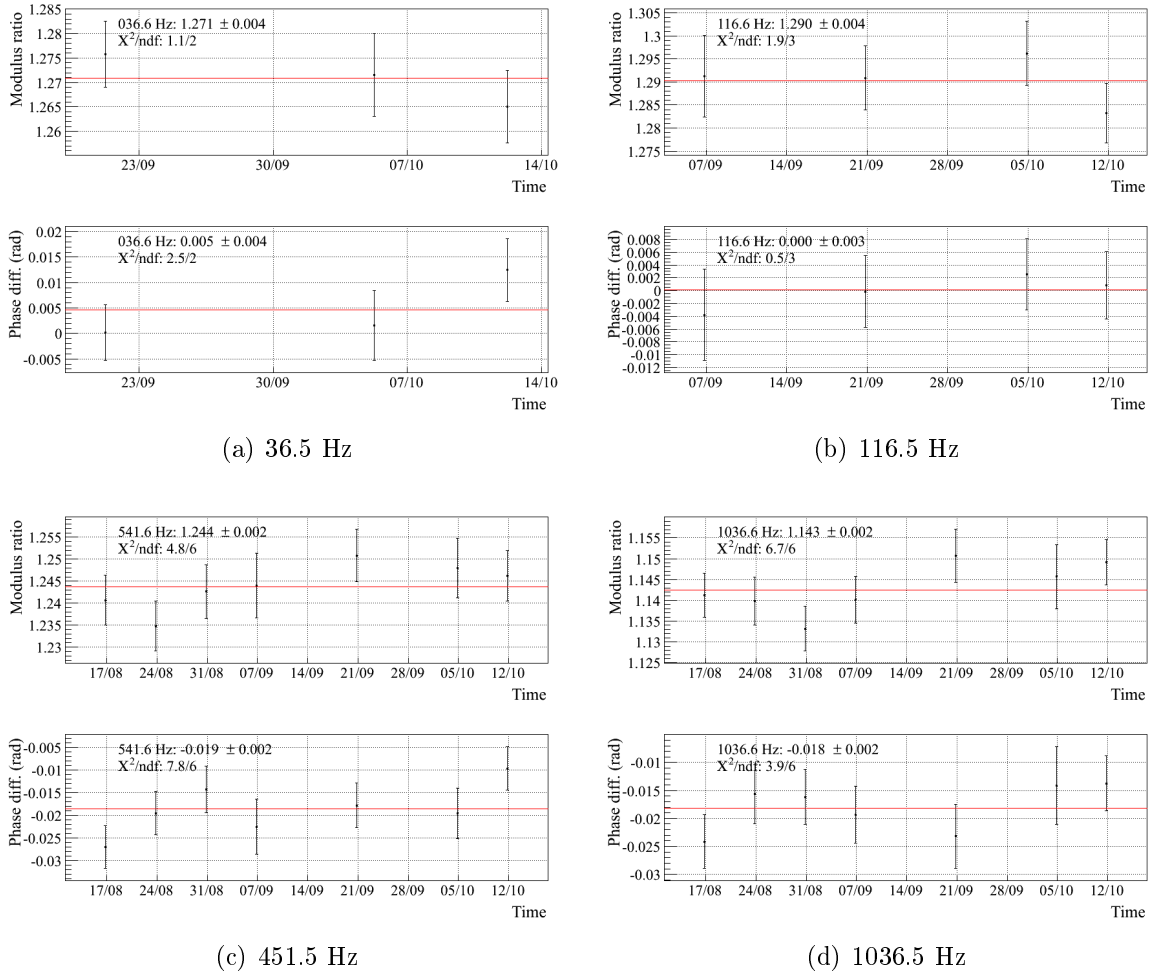 Modulus ratio
036.6 Hz: 1.271 ± 0.004
X²/ndf: 1.1/2
1.285
1.28
1.275
1.27
1.265
1.26
23/09 30/09 07/10 14/10
Time
Phase diff. (rad)
036.6 Hz: 0.005 ± 0.004
X²/ndf: 2.5/2
0.02
0.015
0.01
0.005
0
-0.005
23/09 30/09 07/10 14/10
Time
(a) 36.5 Hz
Modulus ratio
116.6 Hz: 1.290 ± 0.004
X²/ndf: 1.9/3
1.305
1.3
1.295
1.29
1.285
1.28
1.275
07/09 14/09 21/09 28/09 05/10 12/10
Time
Phase diff. (rad)
116.6 Hz: 0.000 ± 0.003
X²/ndf: 0.5/3
0.008
0.006
0.004
0.002
0
-0.002
-0.004
-0.006
-0.008
-0.01
-0.012
07/09 14/09 21/09 28/09 05/10 12/10
Time
(b) 116.5 Hz
Modulus ratio
541.6 Hz: 1.244 ± 0.002
X²/ndf: 4.8/6
1.255
1.25
1.245
1.24
1.235
1.23
17/08 24/08 31/08 07/09 14/09 21/09 28/09 05/10 12/10
Time
Phase diff. (rad)
541.6 Hz: -0.019 ± 0.002
X²/ndf: 7.8/6
-0.005
-0.01
-0.015
-0.02
-0.025
-0.03
17/08 24/08 31/08 07/09 14/09 21/09 28/09 05/10 12/10
Time
(c) 451.5 Hz
Modulus ratio
1036.6 Hz: 1.143 ± 0.002
X²/ndf: 6.7/6
1.155
1.15
1.145
1.14
1.135
1.13
1.125
17/08 24/08 31/08 07/09 14/09 21/09 28/09 05/10 12/10
Time
Phase diff. (rad)
1036.6 Hz: -0.018 ± 0.002
X²/ndf: 3.9/6
-0.01
-0.015
-0.02
-0.025
-0.03
17/08 24/08 31/08 07/09 14/09 21/09 28/09 05/10 12/10
Time
(d) 1036.5 Hz